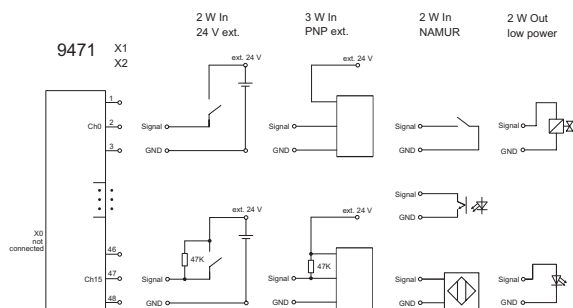 2 W In
24 V ext.
3 W In
PNP ext.
2 W In
NAMUR
2 W Out
low power
9471
X1
X2
ext. 24 V
ext. 24 V
1
Ch0
2
Signal
Signal
Signal
Signal
3
GND
GND
GND
GND
Signal
GND
X0
not
connected
ext. 24 V
ext. 24 V
46
47K
47K
Ch15
47
Signal
Signal
Signal
Signal
48
GND
GND
GND
GND